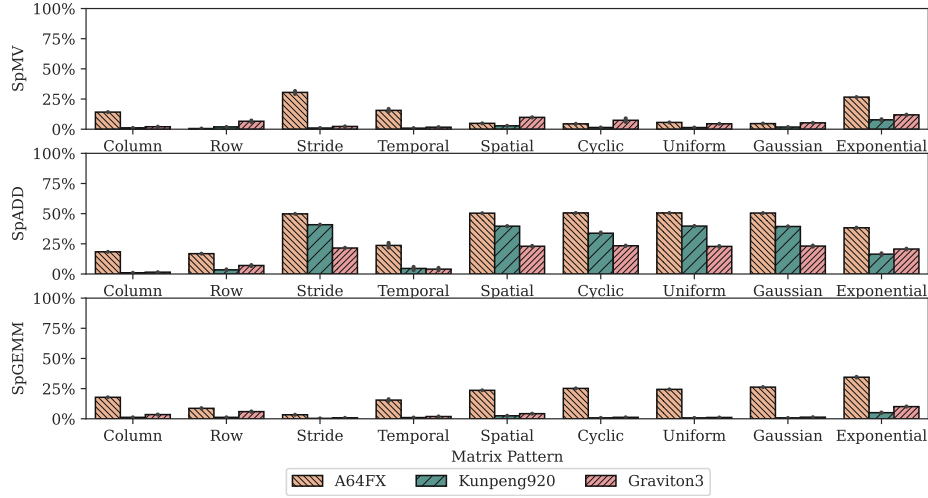 100%
75%
50%
25%
0%
SpMV
Column Row Stride Temporal Spatial Cyclic Uniform Gaussian Exponential
100%
75%
50%
25%
0%
SpADD
Column Row Stride Temporal Spatial Cyclic Uniform Gaussian Exponential
100%
75%
50%
25%
0%
SpGEMM
Column Row Stride Temporal Spatial Cyclic Uniform Gaussian Exponential
Matrix Pattern
A64FX Kunpeng920 Graviton3